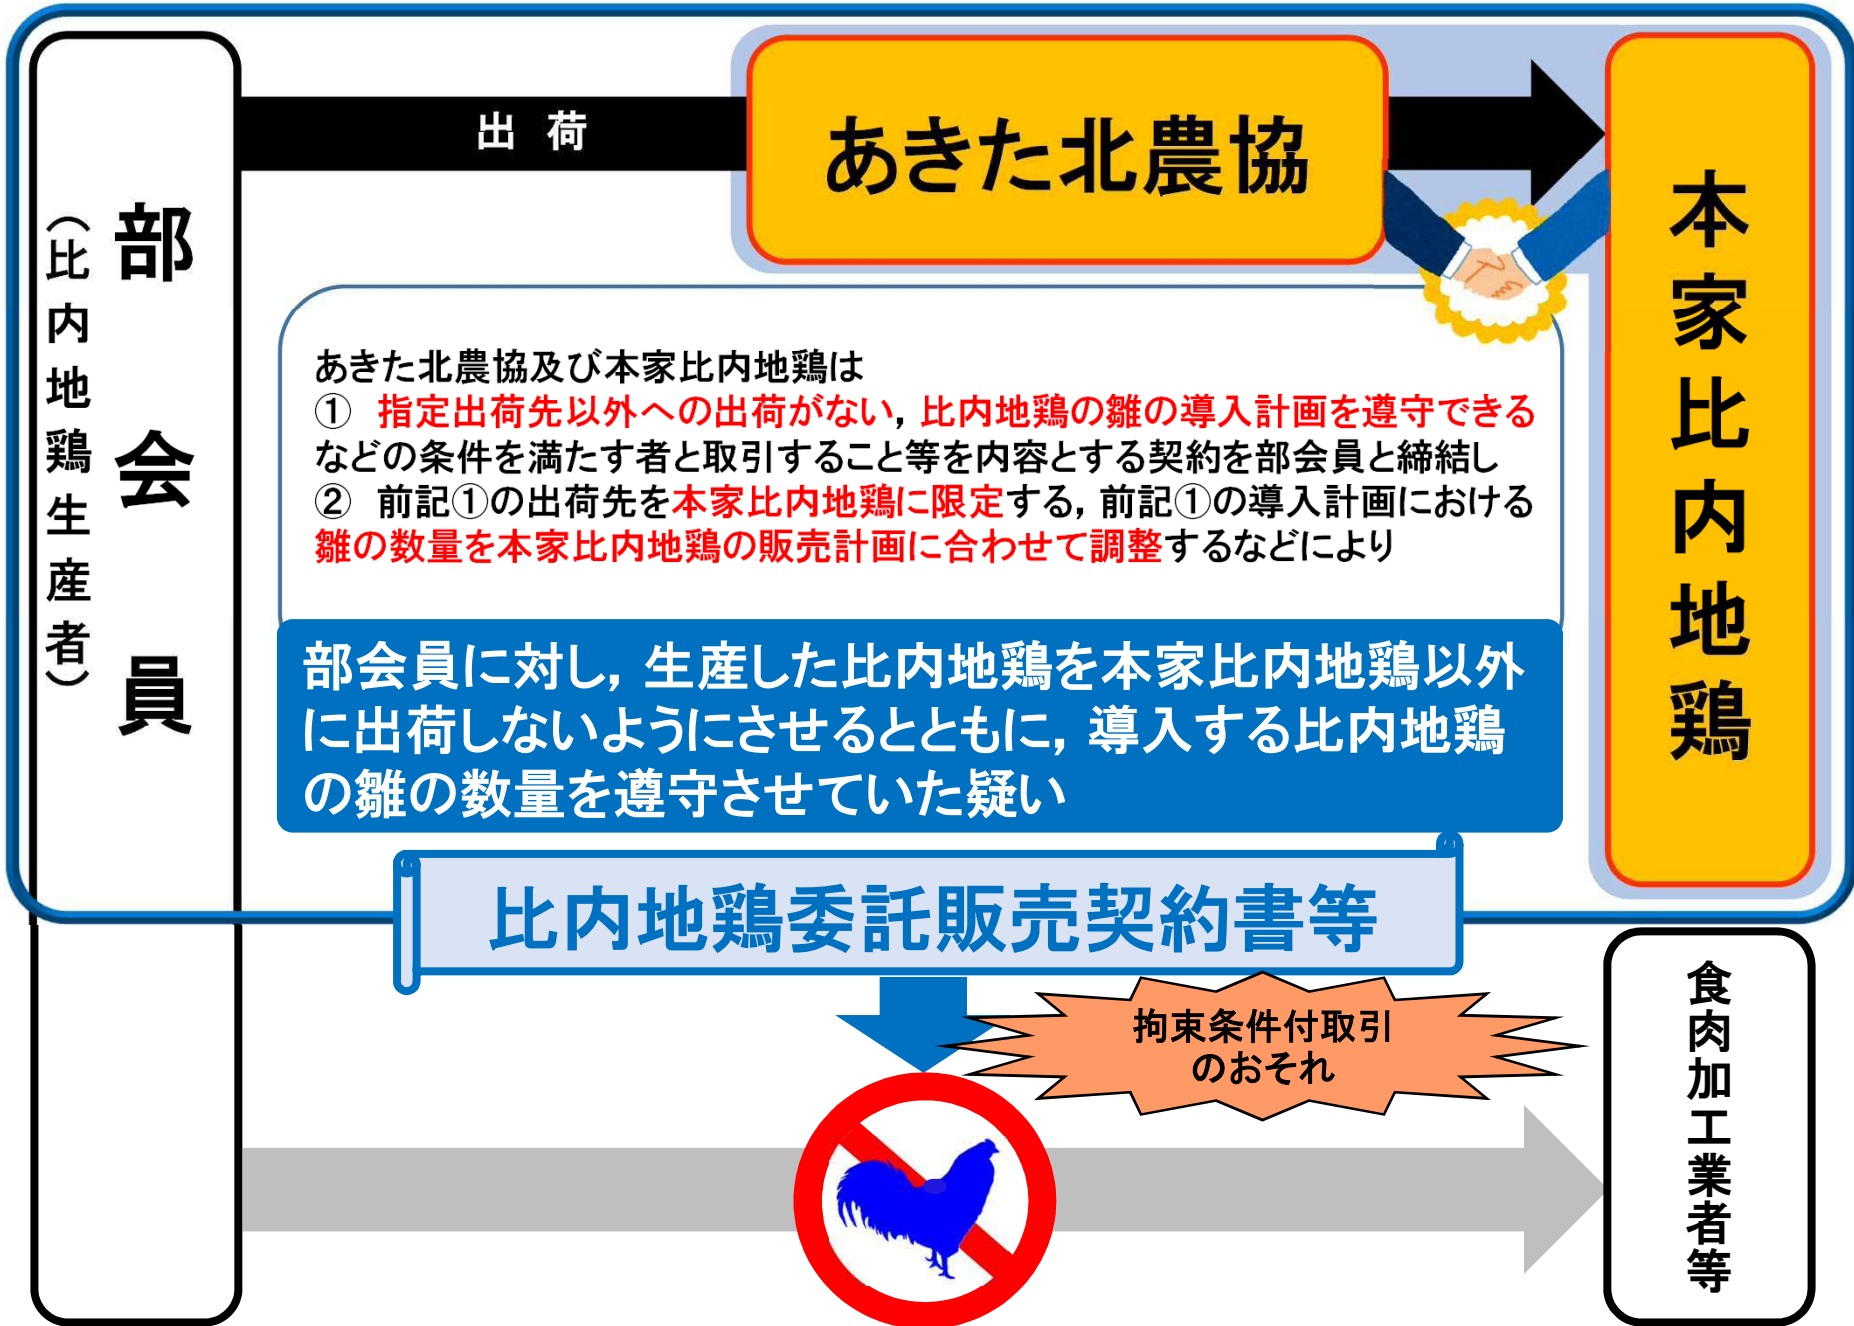 部会員
（比内地鶏生産者）
出荷
あきた北農協
本家比内地鶏
あきた北農協及び本家比内地鶏は
①　指定出荷先以外への出荷がない，比内地鶏の雛の導入計画を遵守できる
などの条件を満たす者と取引すること等を内容とする契約を部会員と締結し
②　前記①の出荷先を本家比内地鶏に限定する，前記①の導入計画における
雛の数量を本家比内地鶏の販売計画に合わせて調整するなどにより
部会員に対し，生産した比内地鶏を本家比内地鶏以外
に出荷しないようにさせるとともに，導入する比内地鶏
の雛の数量を遵守させていた疑い
比内地鶏委託販売契約書等
拘束条件付取引
のおそれ
食肉加工業者等